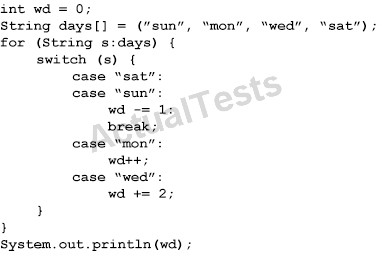 int wd = 0;
String days[] = (”sun”, “mon”, “wed”, “sat”);
for (String s:days) {
switch (s) {
case “sat”:
case “sun”:
wd -= 1:
break;
case “mon”:
wd++;
case “wed”:
wd += 2;
}
}
System.out.println(wd);
ActualTests